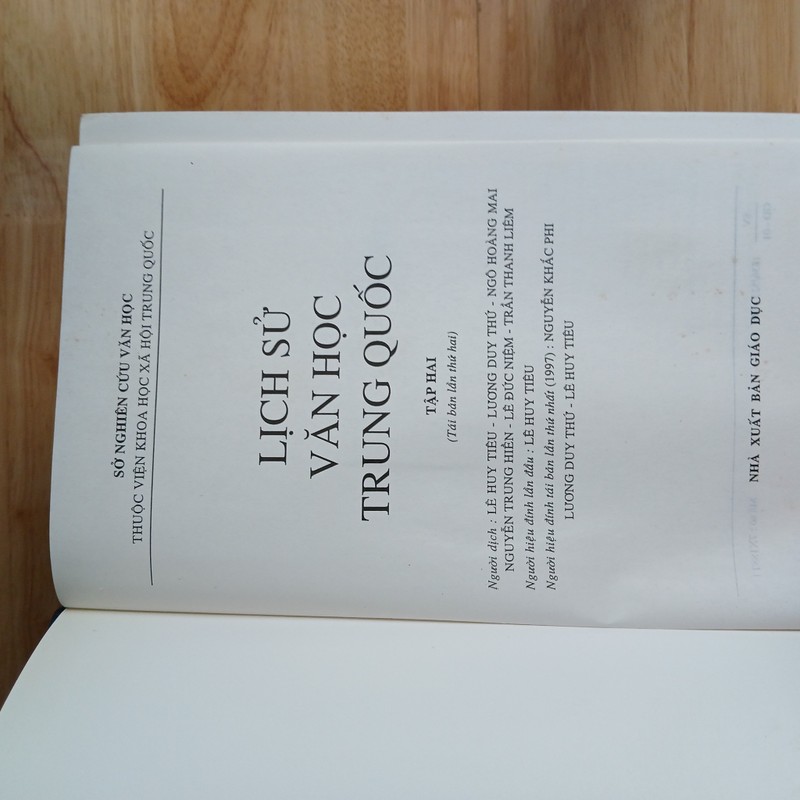 SỞ NGHIÊN CỨU VĂN HỌC
THUỘC VIỆN KHOA HỌC XÃ HỘI TRUNG QUỐC
LỊCH SỬ
VĂN HỌC
TRUNG QUỐC
TẬP HAI
(Tái bản lần thứ hai)
Người dịch : LÊ HUY TIÊU - LƯƠNG DUY THỨ - NGÔ HOÀNG MAI
NGUYỄN TRUNG HIỀN - LÊ ĐỨC NIỆM - TRẦN THANH LIÊM
Người hiệu đính lần đầu : LÊ HUY TIÊU
Người hiệu đính tái bản lần thứ nhất (1997) : NGUYỄN KHẮC PHI
LƯƠNG DUY THỨ - LÊ HUY TIÊU
NHÀ XUẤT BẢN GIÁO DỤC